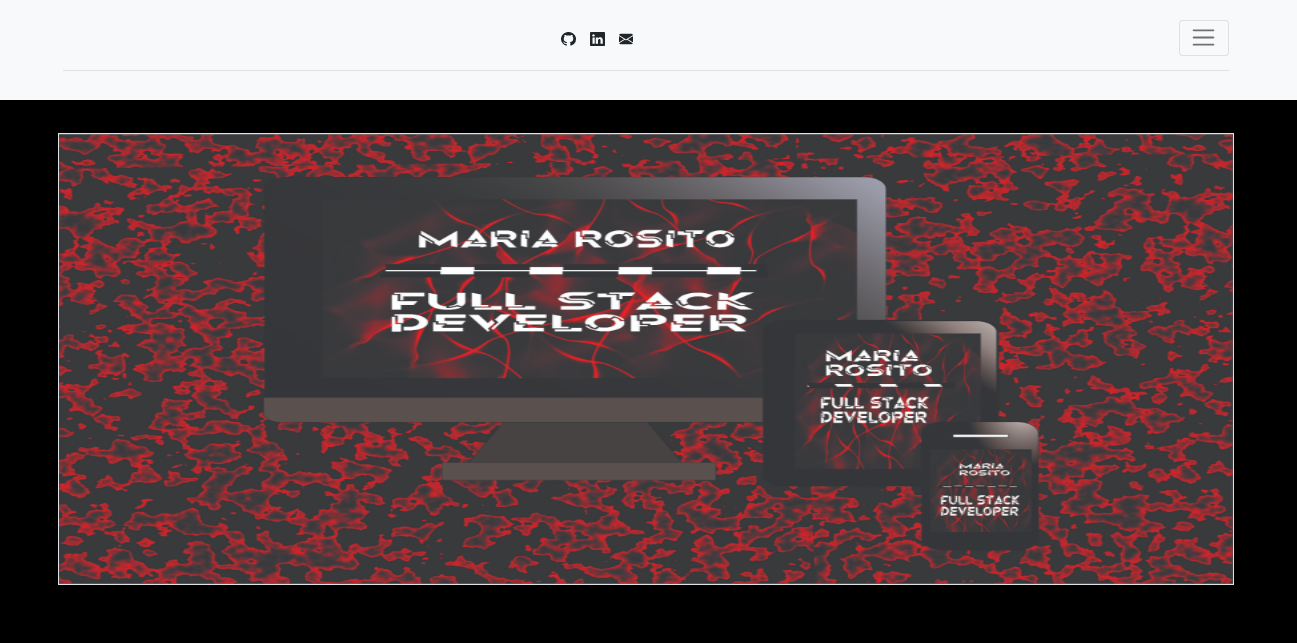 MARIA ROSITO
FULL STACK
DEVELOPER
MARIA
ROSITO
FULL STACK
DEVELOPER
MARIA
ROSITO
FULL STACK
DEVELOPER